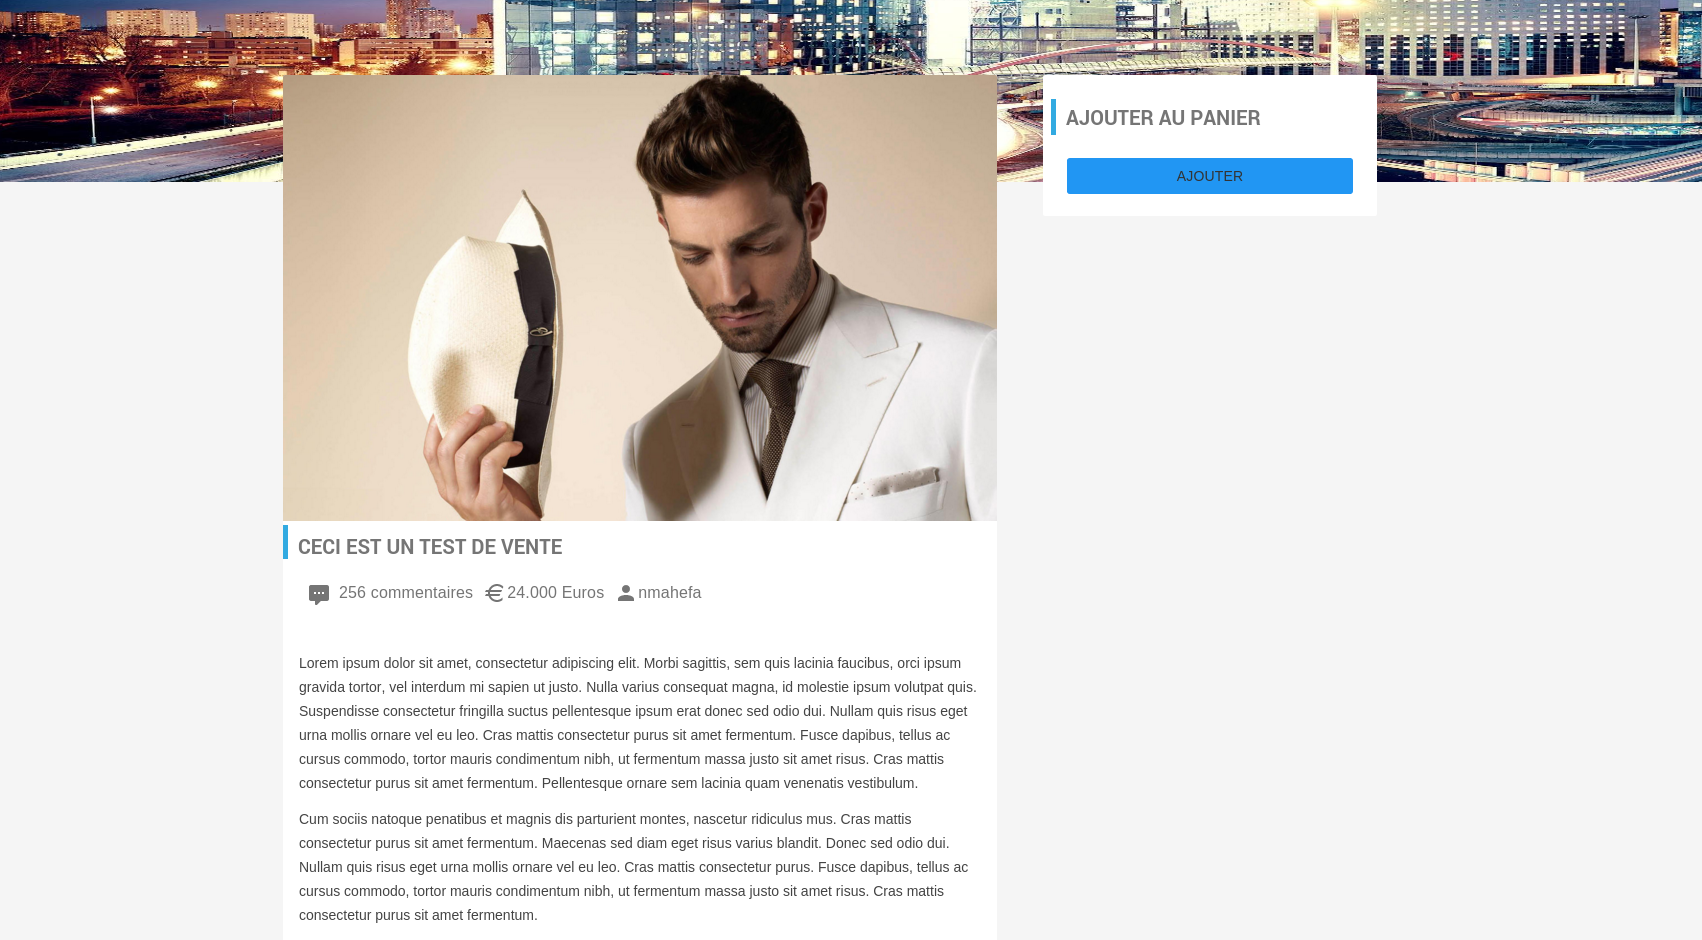 AJOUTER AU PANIER
AJOUTER
CECI EST UN TEST DE VENTE
256 commentaires 24.000 Euros nmahefa
Lorem ipsum dolor sit amet, consectetur adipiscing elit. Morbi sagittis, sem quis lacinia faucibus, orci ipsum
gravida tortor, vel interdum mi sapien ut justo. Nulla varius consequat magna, id molestie ipsum volutpat quis.
Suspendisse consectetur fringilla suctus pellentesque ipsum erat donec sed odio dui. Nullam quis risus eget
urna mollis ornare vel eu leo. Cras mattis consectetur purus sit amet fermentum. Fusce dapibus, tellus ac
cursus commodo, tortor mauris condimentum nibh, ut fermentum massa justo sit amet risus. Cras mattis
consectetur purus sit amet fermentum. Pellentesque ornare sem lacinia quam venenatis vestibulum.
Cum sociis natoque penatibus et magnis dis parturient montes, nascetur ridiculus mus. Cras mattis
consectetur purus sit amet fermentum. Maecenas sed diam eget risus varius blandit. Donec sed odio dui.
Nullam quis risus eget urna mollis ornare vel eu leo. Cras mattis consectetur purus. Fusce dapibus, tellus ac
cursus commodo, tortor mauris condimentum nibh, ut fermentum massa justo sit amet risus. Cras mattis
consectetur purus sit amet fermentum.